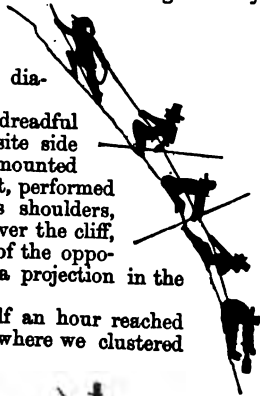 dia-
dreadful
site side
mounted
t, performed
s shoulders,
ver the cliff,
of the oppo-
a projection in the
lf an hour reached
where we clustered